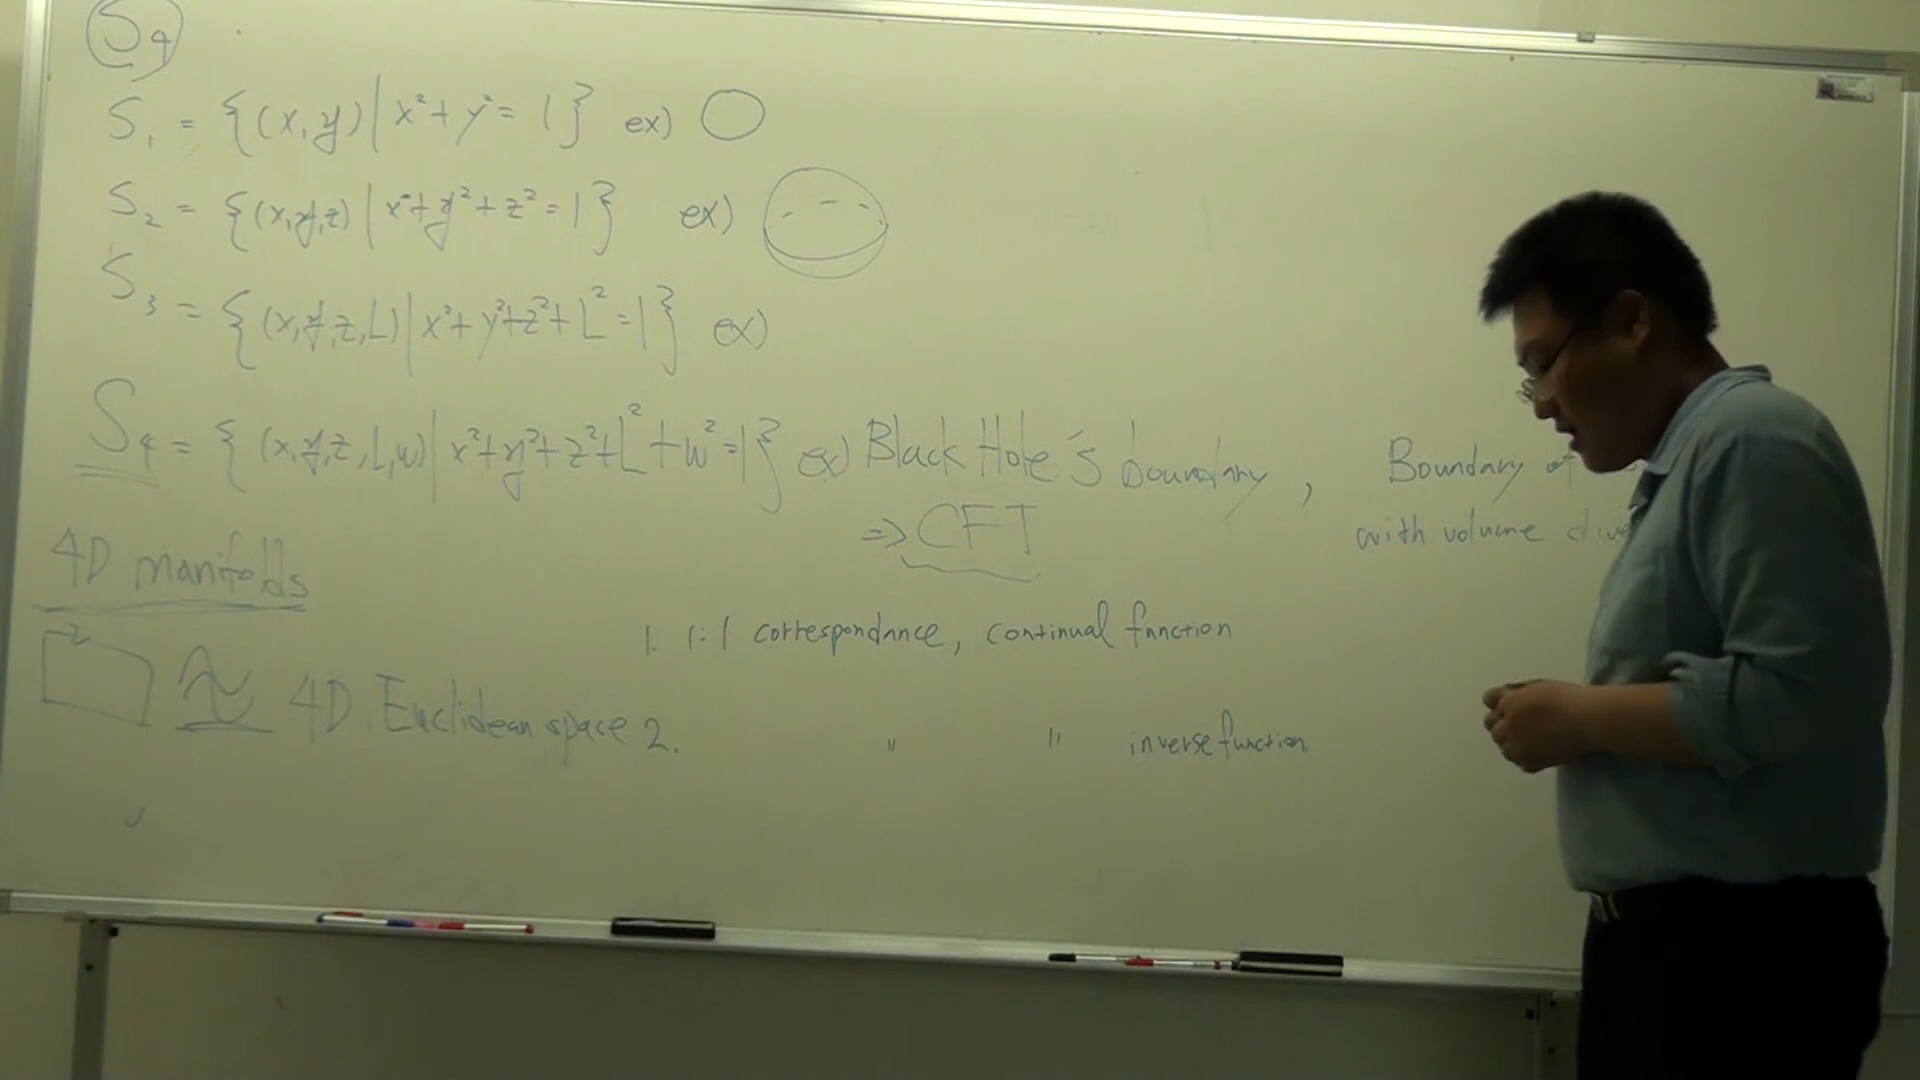 S4
S1 = {(x,y) | x²+y²= 1} ex)
S2 = {(x,y,z) | x²+y²+z²=1} ex)
S3 = {(x,y,z,L) | x²+y²+z²+L²=1} ex)
S4 = {(x,y,z,L,w) | x²+y²+z²+L²+w²=1} ex) Black Hole's boundary, Boundary of
⇒ CFT
with volume
4D manifolds
1. 1:1 correspondance, continual function
≈ 4D Euclidean space 2. " " inverse function.